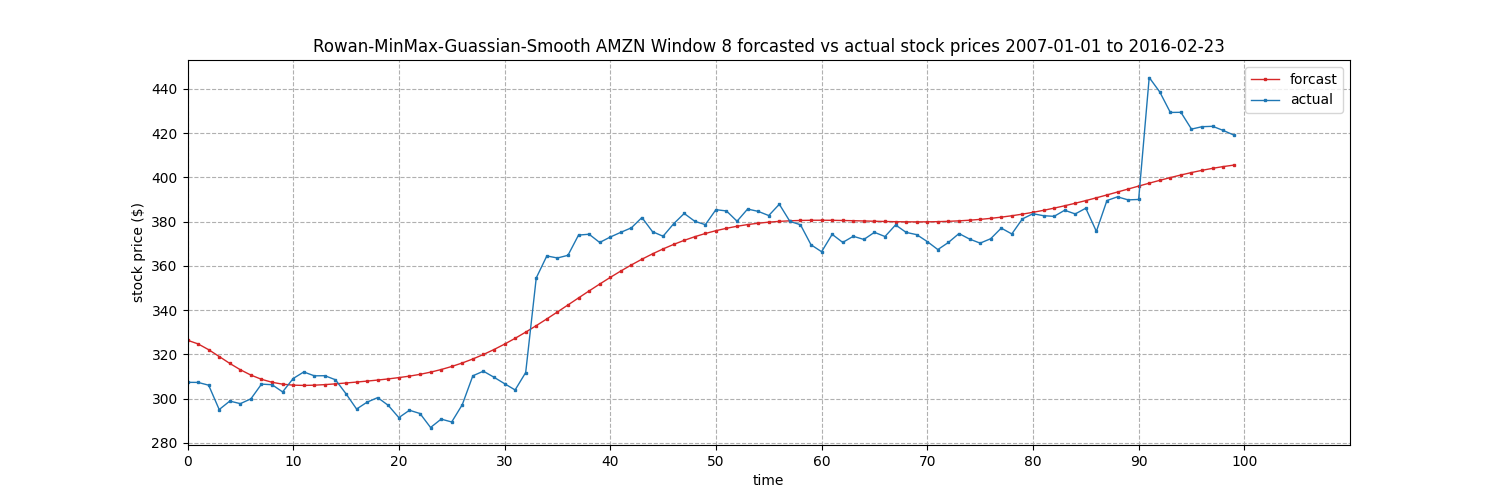 Rowan-MinMax-Guassian-Smooth AMZN Window 8 forcasted vs actual stock prices 2007-01-01 to 2016-02-23
forcast
actual
stock price ($)
440
420
400
380
360
340
320
300
280
0 10 20 30 40 50 60 70 80 90 100
time